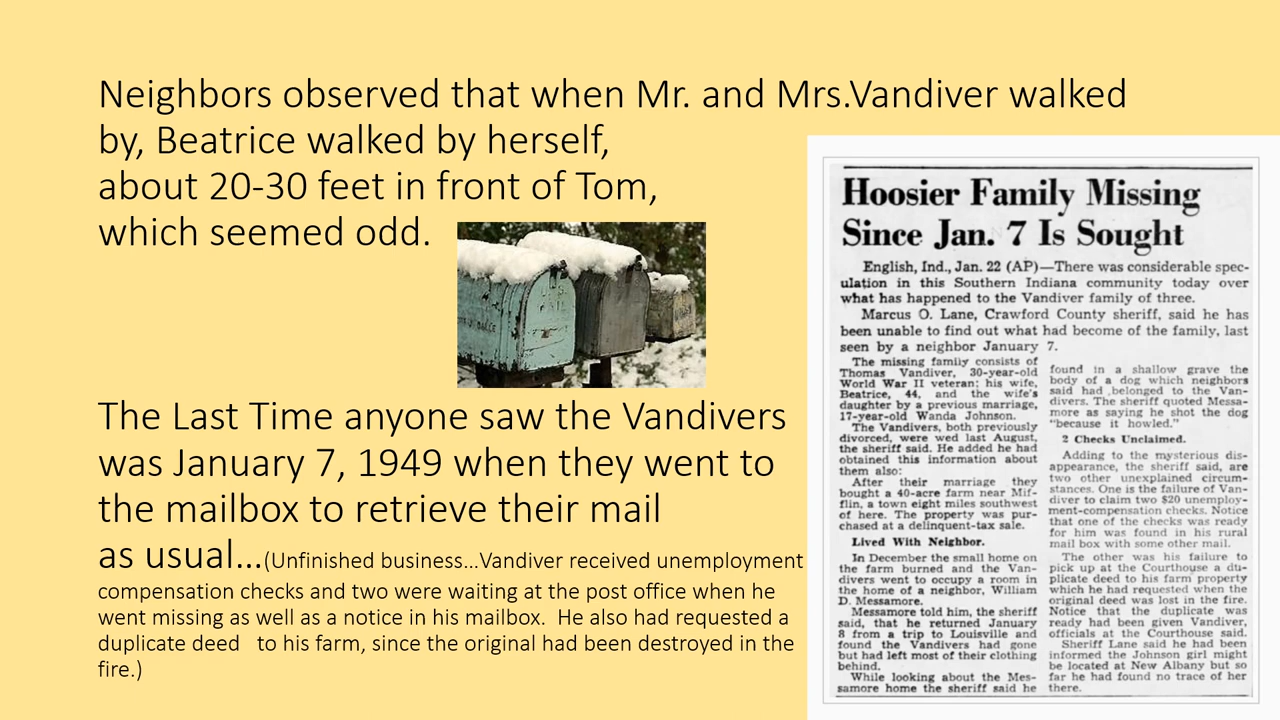 Neighbors observed that when Mr. and Mrs.Vandiver walked
by, Beatrice walked by herself,
about 20-30 feet in front of Tom,
which seemed odd.
The Last Time anyone saw the Vandivers
was January 7, 1949 when they went to
the mailbox to retrieve their mail
as usual...(Unfinished business...Vandiver received unemployment
compensation checks and two were waiting at the post office when he
went missing as well as a notice in his mailbox.  He also had requested a
duplicate deed   to his farm, since the original had been destroyed in the
fire.)
Hoosier Family Missing
Since Jan. 7 Is Sought
English, Ind., Jan. 22 (AP)—There was considerable spec-
ulation in this Southern Indiana community today over
what has happened to the Vandiver family of three.
Marcus O. Lane, Crawford County sheriff, said he has
been unable to find out what had become of the family, last
seen by a neighbor January 7.
The missing family consists of
Thomas Vandiver, 30-year-old
World War II veteran; his wife,
Beatrice, 44, and the wife's
daughter by a previous marriage,
17-year-old Wanda Johnson.
The Vandivers, both previously
divorced, were wed last August,
the sheriff said. He added he had
obtained this information about
them also:
After their marriage they
bought a 40-acre farm near Mif-
flin, a town eight miles southwest
of here. The property was pur-
chased at a delinquent-tax sale.
Lived With Neighbor.
In December the small home on
the farm burned and the Van-
divers went to occupy a room in
the home of a neighbor, William
D. Messamore.
Messamore told him, the sheriff
said, that he returned January
8 from a trip to Louisville and
found the Vandivers had gone
but had left most of their clothing
behind.
While looking about the Mes-
samore home the sheriff said he
found in a shallow grave the
body of a dog which neighbors
said had belonged to the Van-
divers. The sheriff quoted Messa-
more as saying he shot the dog
"because it howled."
2 Checks Unclaimed.
Adding to the mysterious dis-
appearance, the sheriff said, are
two other unexplained circum-
stances. One is the failure of Van-
diver to claim two $20 unemploy-
ment-compensation checks. Notice
that one of the checks was ready
for him was found in his rural
mail box with some other mail.
The other was his failure to
pick up at the Courthouse a du-
plicate deed to his farm property
which he had requested when the
original deed was lost in the fire.
Notice that the duplicate was
ready had been given Vandiver,
officials at the Courthouse said.
Sheriff Lane said he had been
informed the Johnson girl might
be located at New Albany but so
far he had found no trace of her
there.